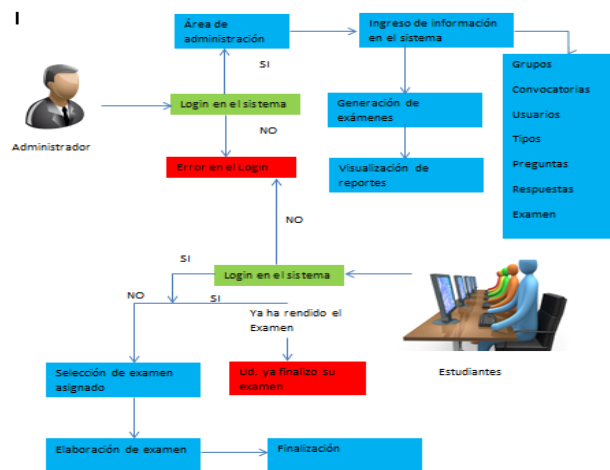 I
Área de
administración
Ingreso de información
en el sistema
SI
Grupos
Convocatorias
Usuarios
Tipos
Preguntas
Respuestas
Examen
Login en el sistema
Generación de
exámenes
Administrador
NO
Error en el Login
Visualización de
reportes
NO
SI
Login en el sistema
NO
SI
Ya ha rendido el
Examen
Selección de examen
asignado
Ud. ya finalizo su
examen
Estudiantes
Elaboración de examen
Finalización